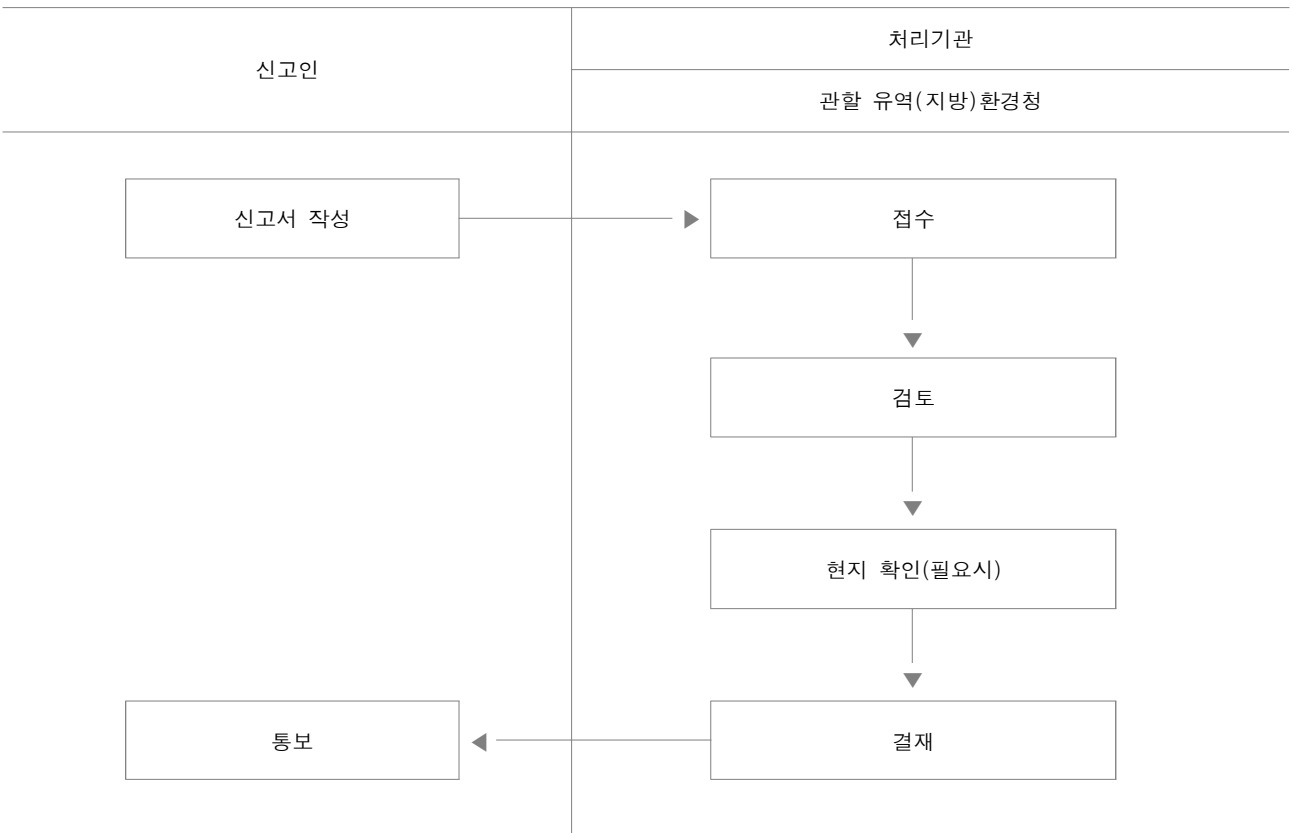 신고인
처리기관
관할 유역(지방)환경청
신고서 작성
접수
검토
현지 확인(필요시)
통보
결재